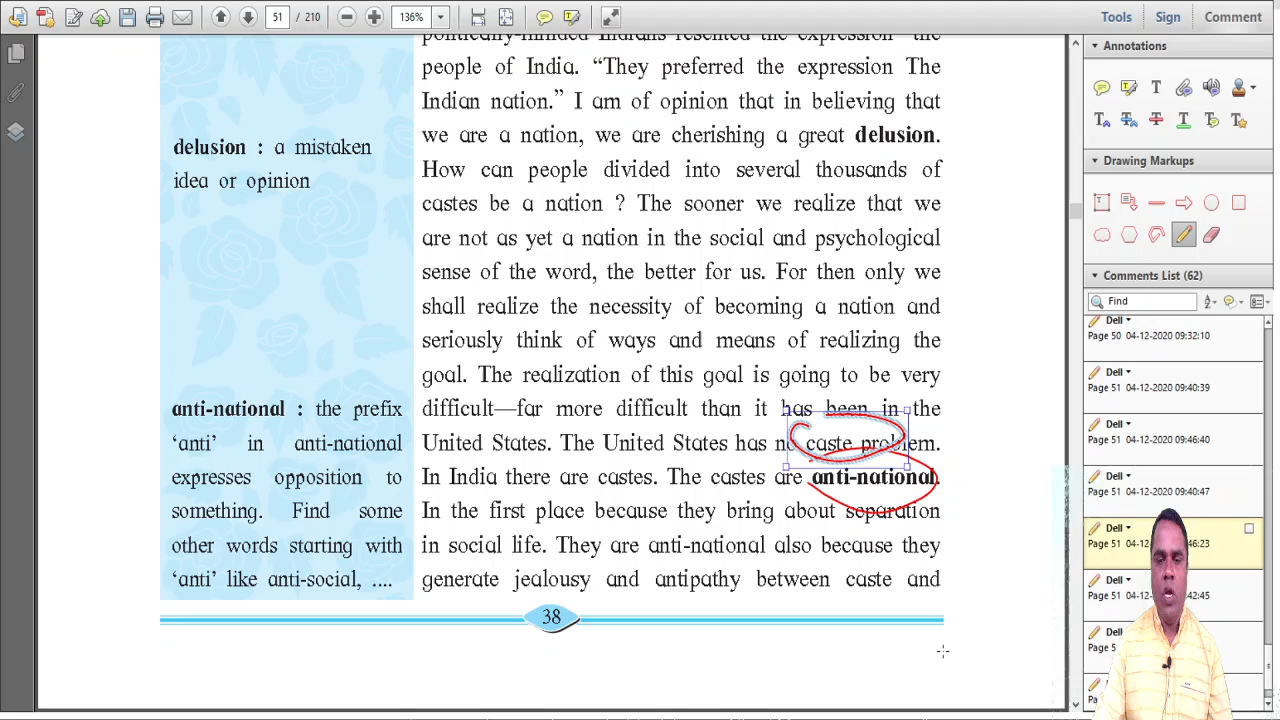 51 / 210
136%
Tools
Sign
Comment
people of India. “They preferred the expression The
Indian nation.” I am of opinion that in believing that
we are a nation, we are cherishing a great delusion.
How can people divided into several thousands of
castes be a nation ? The sooner we realize that we
are not as yet a nation in the social and psychological
sense of the word, the better for us. For then only we
shall realize the necessity of becoming a nation and
seriously think of ways and means of realizing the
goal. The realization of this goal is going to be very
difficult—far more difficult than it has been in the
United States. The United States has no caste problem.
In India there are castes. The castes are anti-national.
In the first place because they bring about separation
in social life. They are anti-national also because they
generate jealousy and antipathy between caste and
delusion : a mistaken
idea or opinion
anti-national : the prefix
‘anti’ in anti-national
expresses opposition to
something. Find some
other words starting with
‘anti’ like anti-social, ....
38
Annotations
Drawing Markups
Comments List (62)
Find
Dell
Page 50 04-12-2020 09:32:10
Dell
Page 51 04-12-2020 09:40:39
Dell
Page 51 04-12-2020 09:46:40
Dell
Page 51 04-12-2020 09:40:47
Dell
Page 51 04-12-
Dell
Page 51 04-12-
Dell
Dell